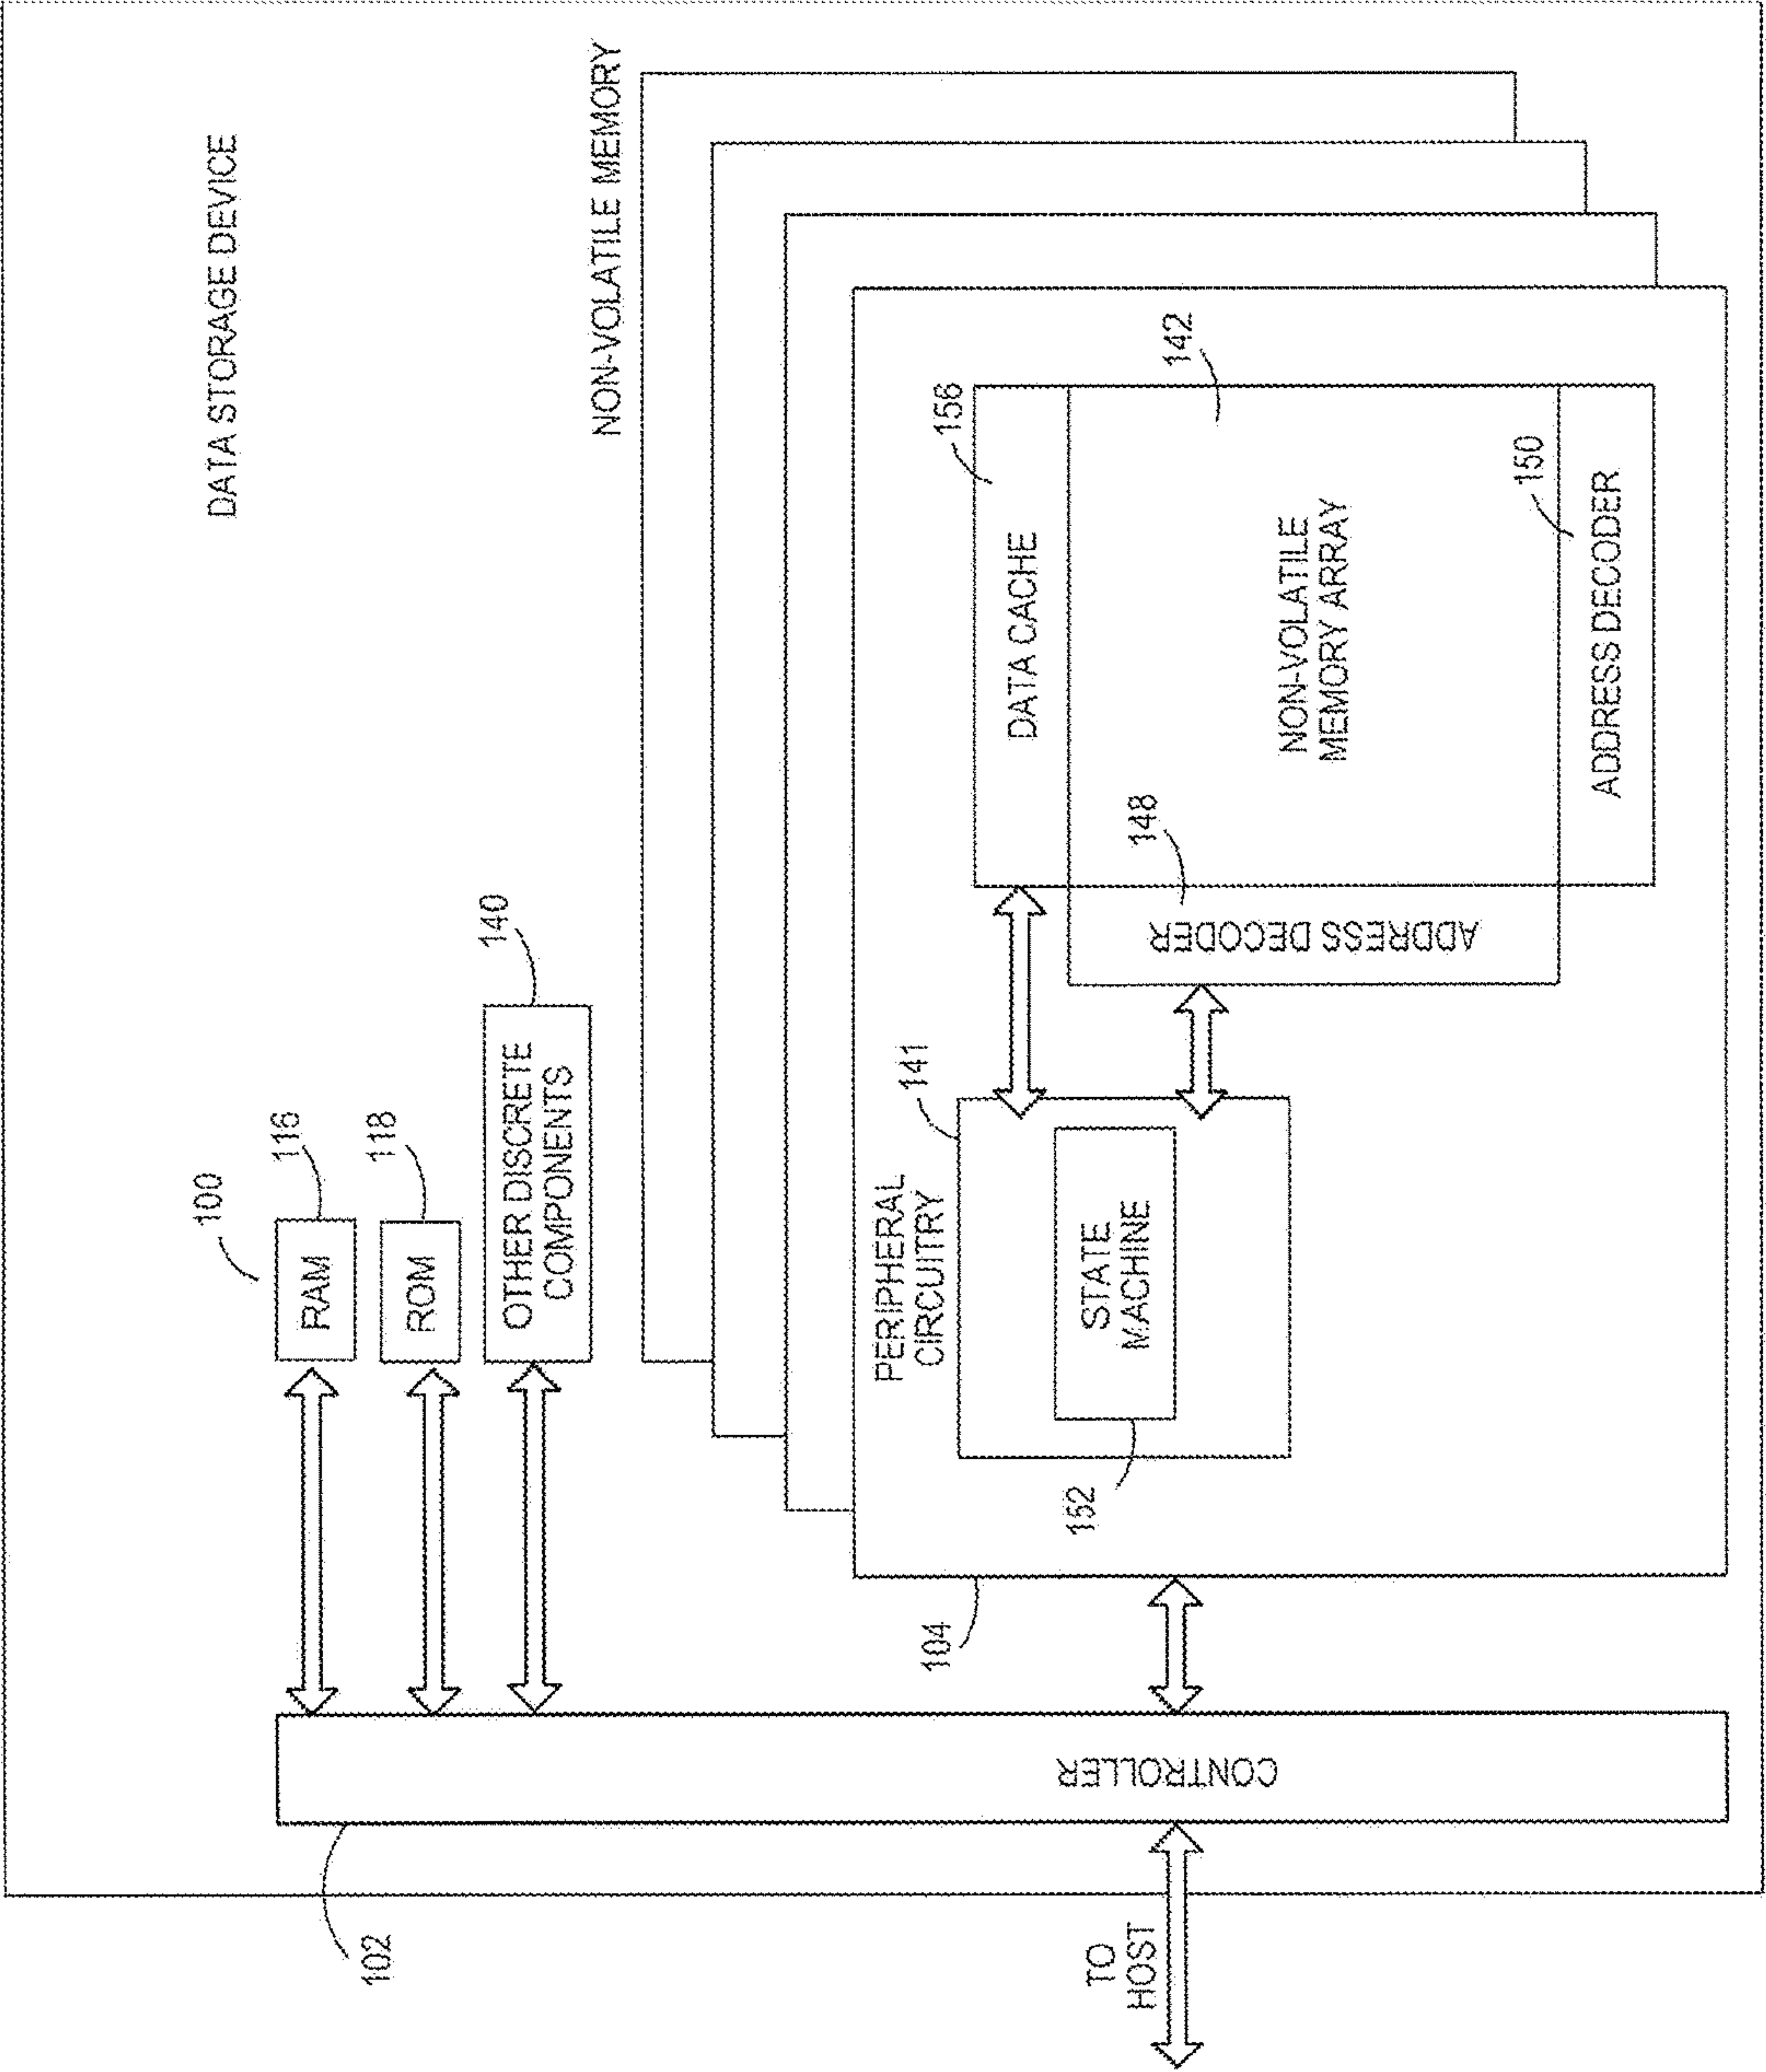 DATA STORAGE DEVICE
100
116
RAM
118
ROM
140
OTHER DISCRETE
COMPONENTS
NON-VOLATILE MEMORY
102
CONTROLLER
TO
HOST
104
PERIPHERAL
CIRCUITRY
141
STATE
MACHINE
152
156
DATA CACHE
148
ADDRESS DECODER
142
NON-VOLATILE
MEMORY ARRAY
150
ADDRESS DECODER